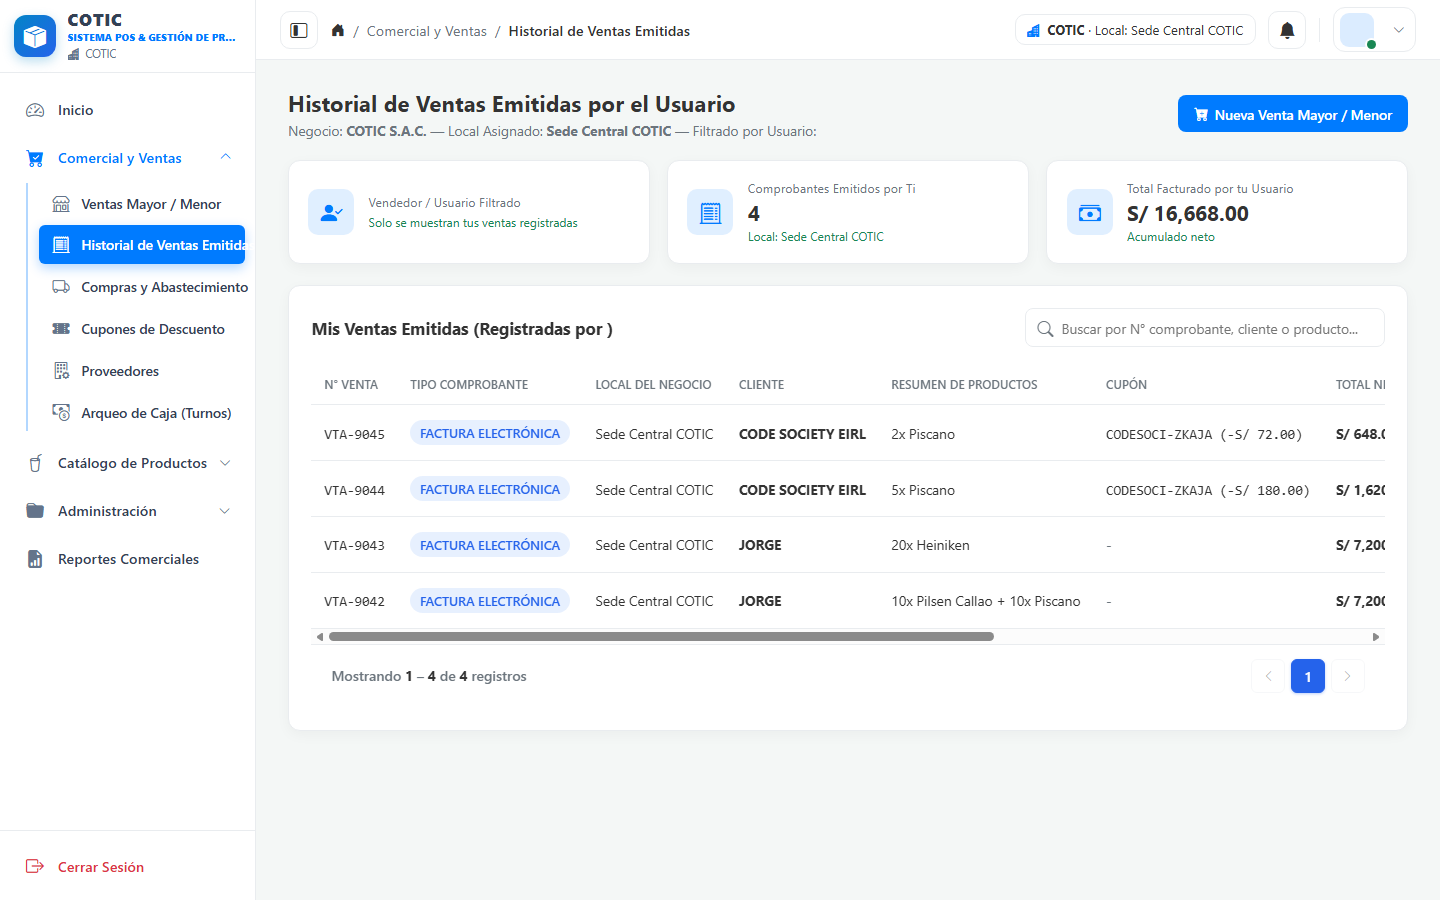 COTIC
SISTEMA POS & GESTIÓN DE PR...
COTIC
Inicio
Comercial y Ventas
Ventas Mayor / Menor
Historial de Ventas Emitida
Compras y Abastecimiento
Cupones de Descuento
Proveedores
Arqueo de Caja (Turnos)
Catálogo de Productos
Administración
Reportes Comerciales
Cerrar Sesión
/ Comercial y Ventas / Historial de Ventas Emitidas
COTIC · Local: Sede Central COTIC
Historial de Ventas Emitidas por el Usuario
Negocio: COTIC S.A.C. — Local Asignado: Sede Central COTIC — Filtrado por Usuario:
Nueva Venta Mayor / Menor
Vendedor / Usuario Filtrado
Solo se muestran tus ventas registradas
Comprobantes Emitidos por Ti
4
Local: Sede Central COTIC
Total Facturado por tu Usuario
S/ 16,668.00
Acumulado neto
Mis Ventas Emitidas (Registradas por )
Buscar por N° comprobante, cliente o producto...
N° VENTA TIPO COMPROBANTE LOCAL DEL NEGOCIO CLIENTE RESUMEN DE PRODUCTOS CUPÓN TOTAL N
VTA-9045 FACTURA ELECTRÓNICA Sede Central COTIC CODE SOCIETY EIRL 2x Piscano CODESOCI-ZKAJA (-S/ 72.00) S/ 648.0
VTA-9044 FACTURA ELECTRÓNICA Sede Central COTIC CODE SOCIETY EIRL 5x Piscano CODESOCI-ZKAJA (-S/ 180.00) S/ 1,620
VTA-9043 FACTURA ELECTRÓNICA Sede Central COTIC JORGE 20x Heiniken - S/ 7,200
VTA-9042 FACTURA ELECTRÓNICA Sede Central COTIC JORGE 10x Pilsen Callao + 10x Piscano - S/ 7,200
Mostrando 1 – 4 de 4 registros
1